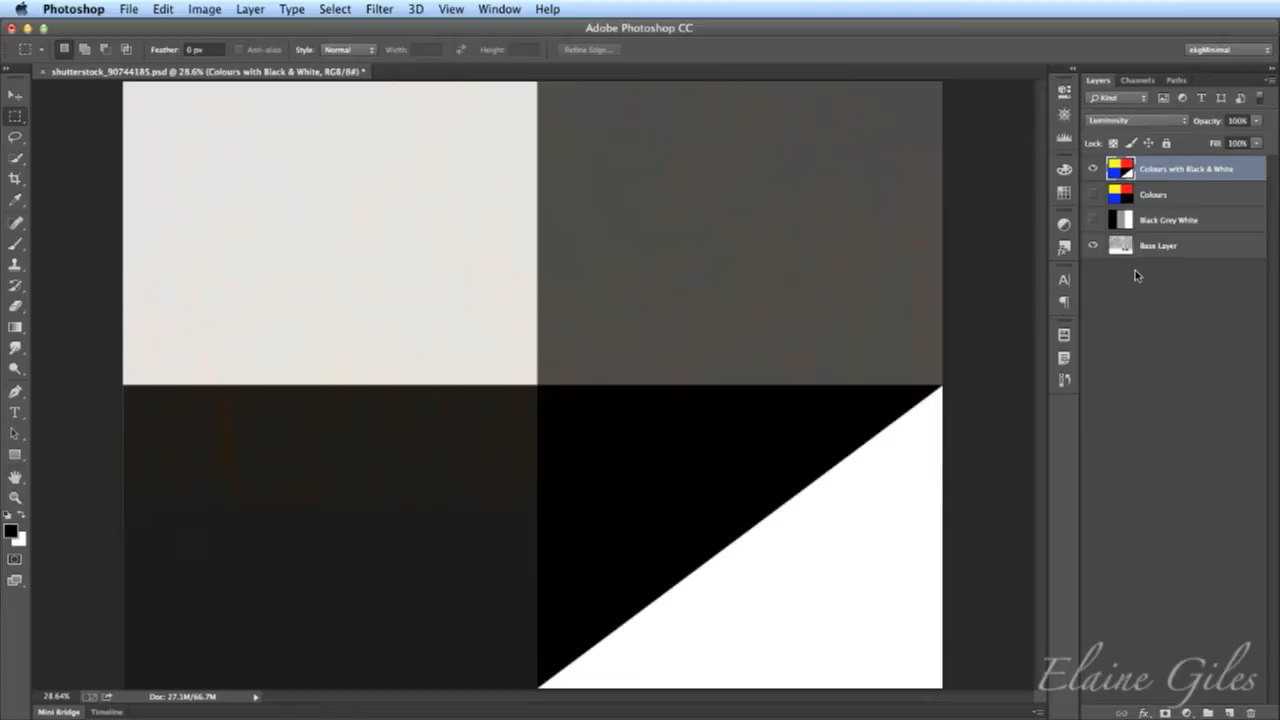 Photoshop File Edit Image Layer Type Select Filter 3D View Window Help
Adobe Photoshop CC
Feather: 0 px Anti-alias Style: Normal Width: Height: Refine Edge... ekgMinimal
× shutterstock_90744185.psd @ 28.6% (Colours with Black & White, RGB/8#) *
Layers Channels Paths
Kind
Luminosity Opacity: 100%
Lock: Fill: 100%
Colours with Black & White
Colours
Black Grey White
Base Layer
Elaine Giles
28.64% Doc: 27.1M/66.7M
Mini Bridge Timeline